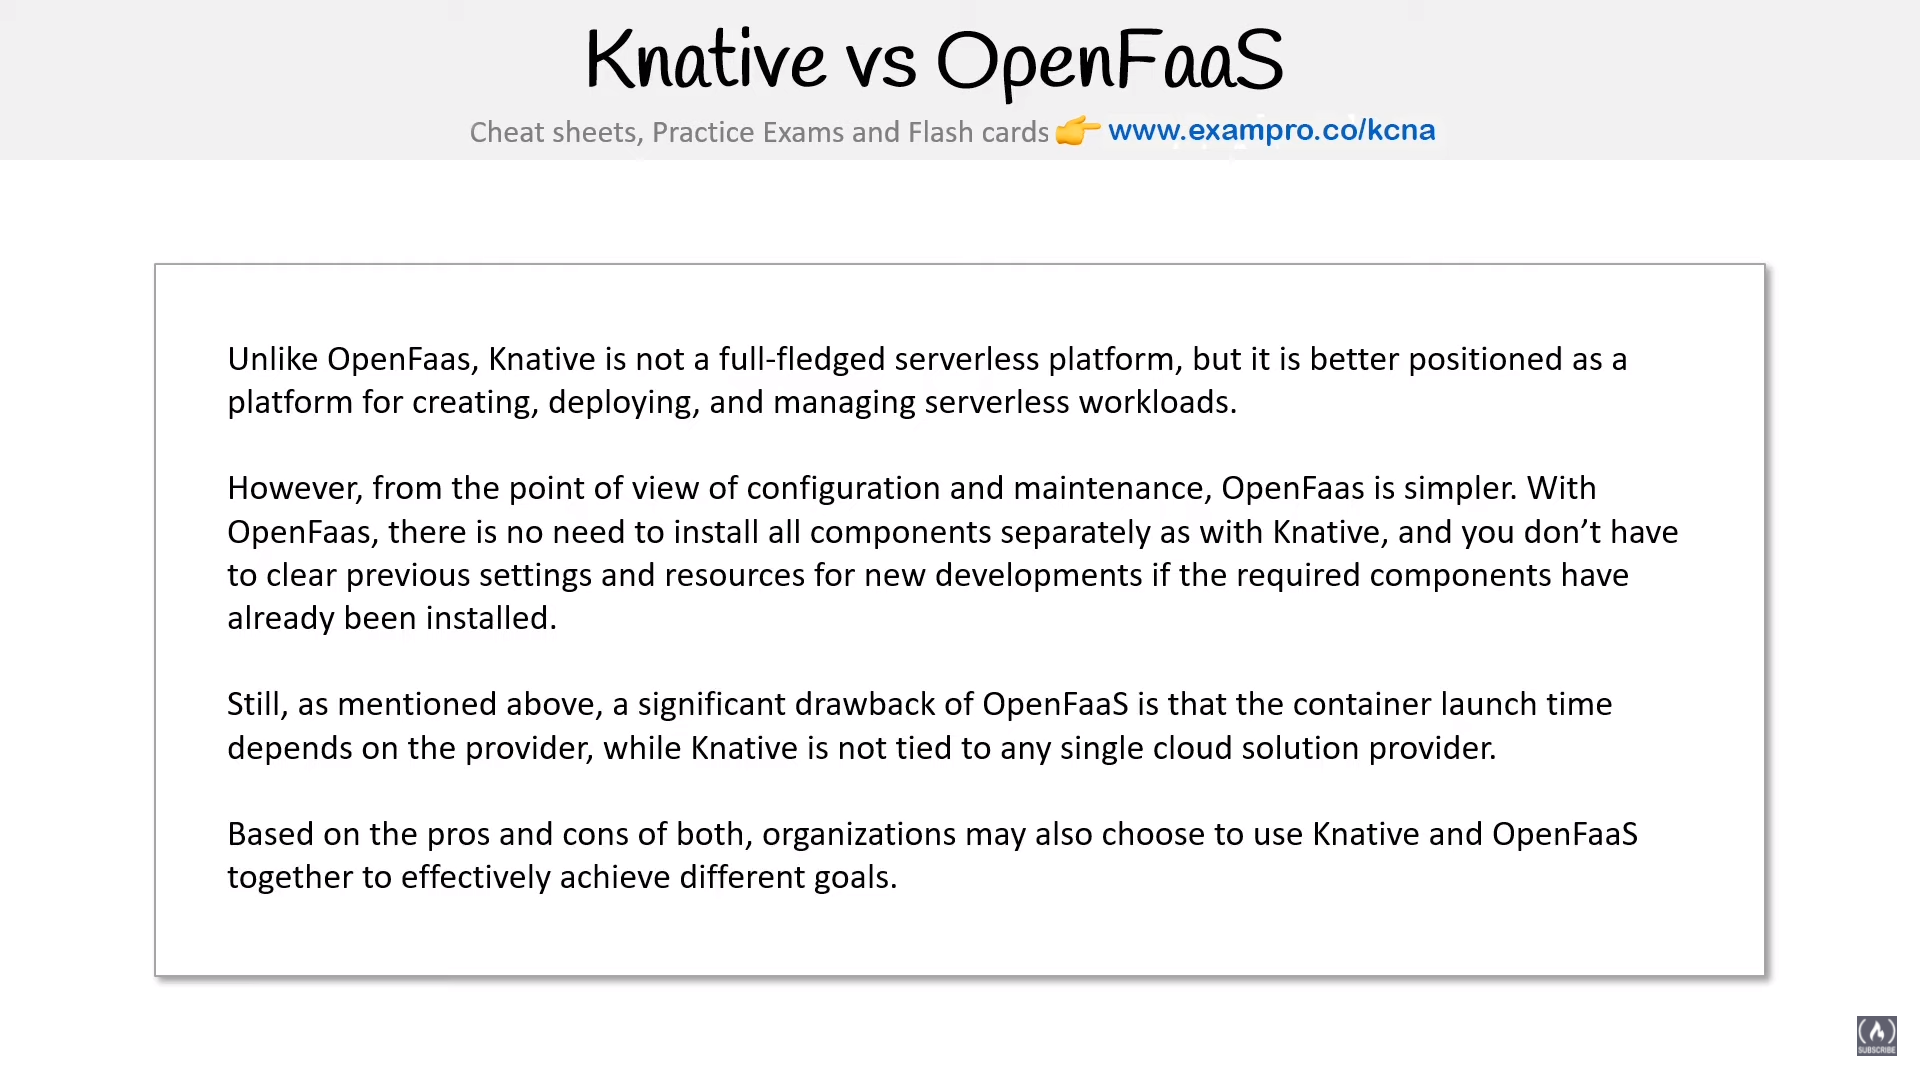 Knative vs OpenFaaS
Cheat sheets, Practice Exams and Flash cards 👉 www.exampro.co/kcna
Unlike OpenFaas, Knative is not a full-fledged serverless platform, but it is better positioned as a
platform for creating, deploying, and managing serverless workloads.
However, from the point of view of configuration and maintenance, OpenFaas is simpler. With
OpenFaas, there is no need to install all components separately as with Knative, and you don’t have
to clear previous settings and resources for new developments if the required components have
already been installed.
Still, as mentioned above, a significant drawback of OpenFaaS is that the container launch time
depends on the provider, while Knative is not tied to any single cloud solution provider.
Based on the pros and cons of both, organizations may also choose to use Knative and OpenFaaS
together to effectively achieve different goals.
SUBSCRIBE